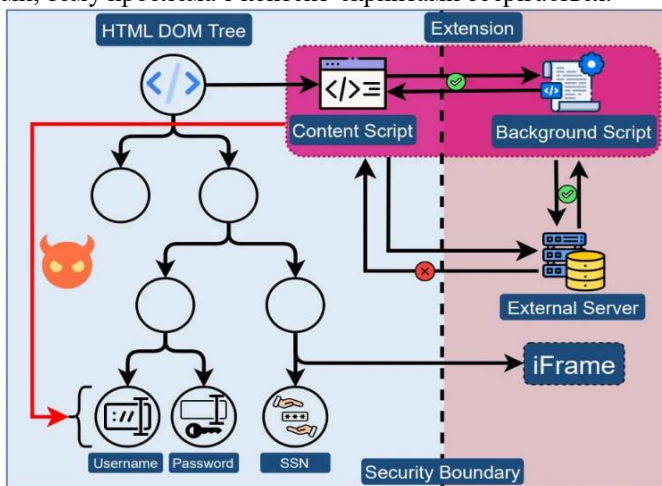 HTML DOM Tree
Extension
Content Script
Background Script
External Server
iFrame
Username
Password
SSN
Security Boundary